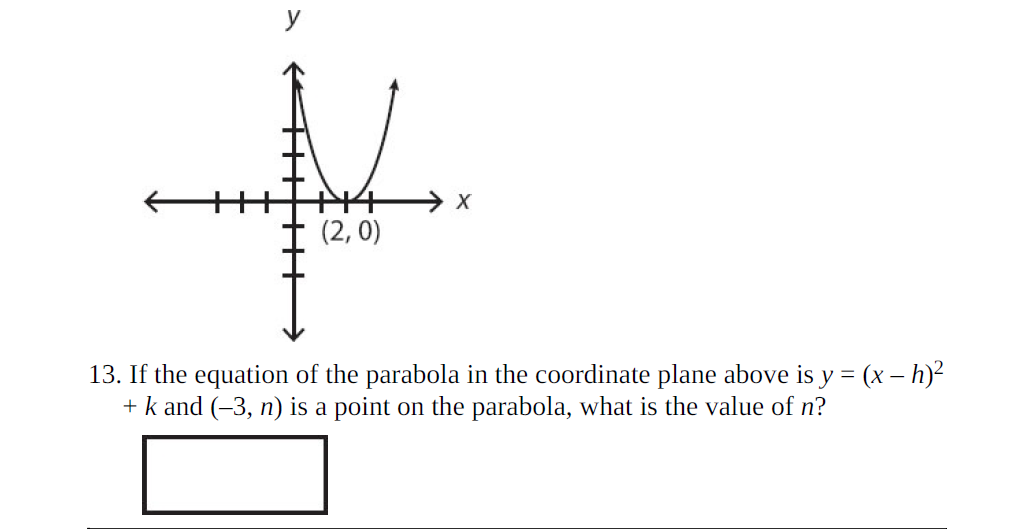 y
x
(2, 0)
13. If the equation of the parabola in the coordinate plane above is y = (x – h)²
+ k and (–3, n) is a point on the parabola, what is the value of n?